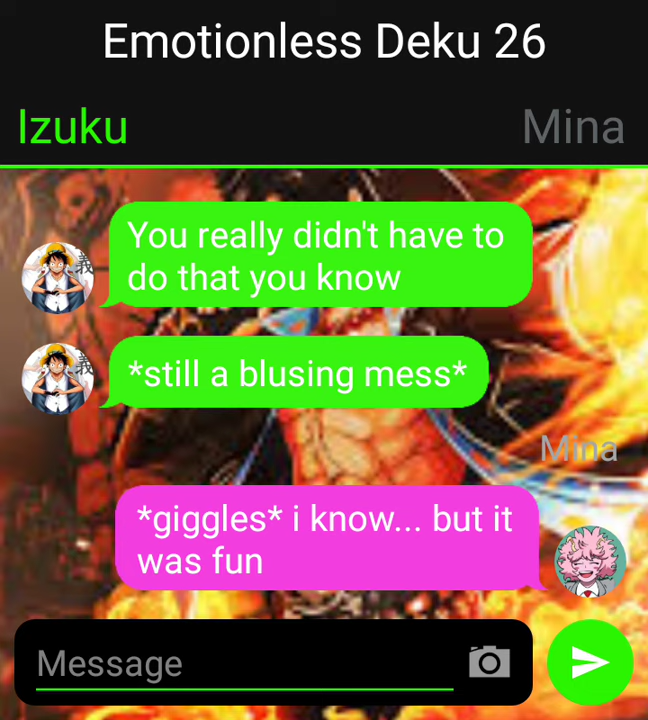 Emotionless Deku 26
Izuku
Mina
You really didn't have to
do that you know
*still a blusing mess*
Mina
*giggles* i know... but it
was fun
Message